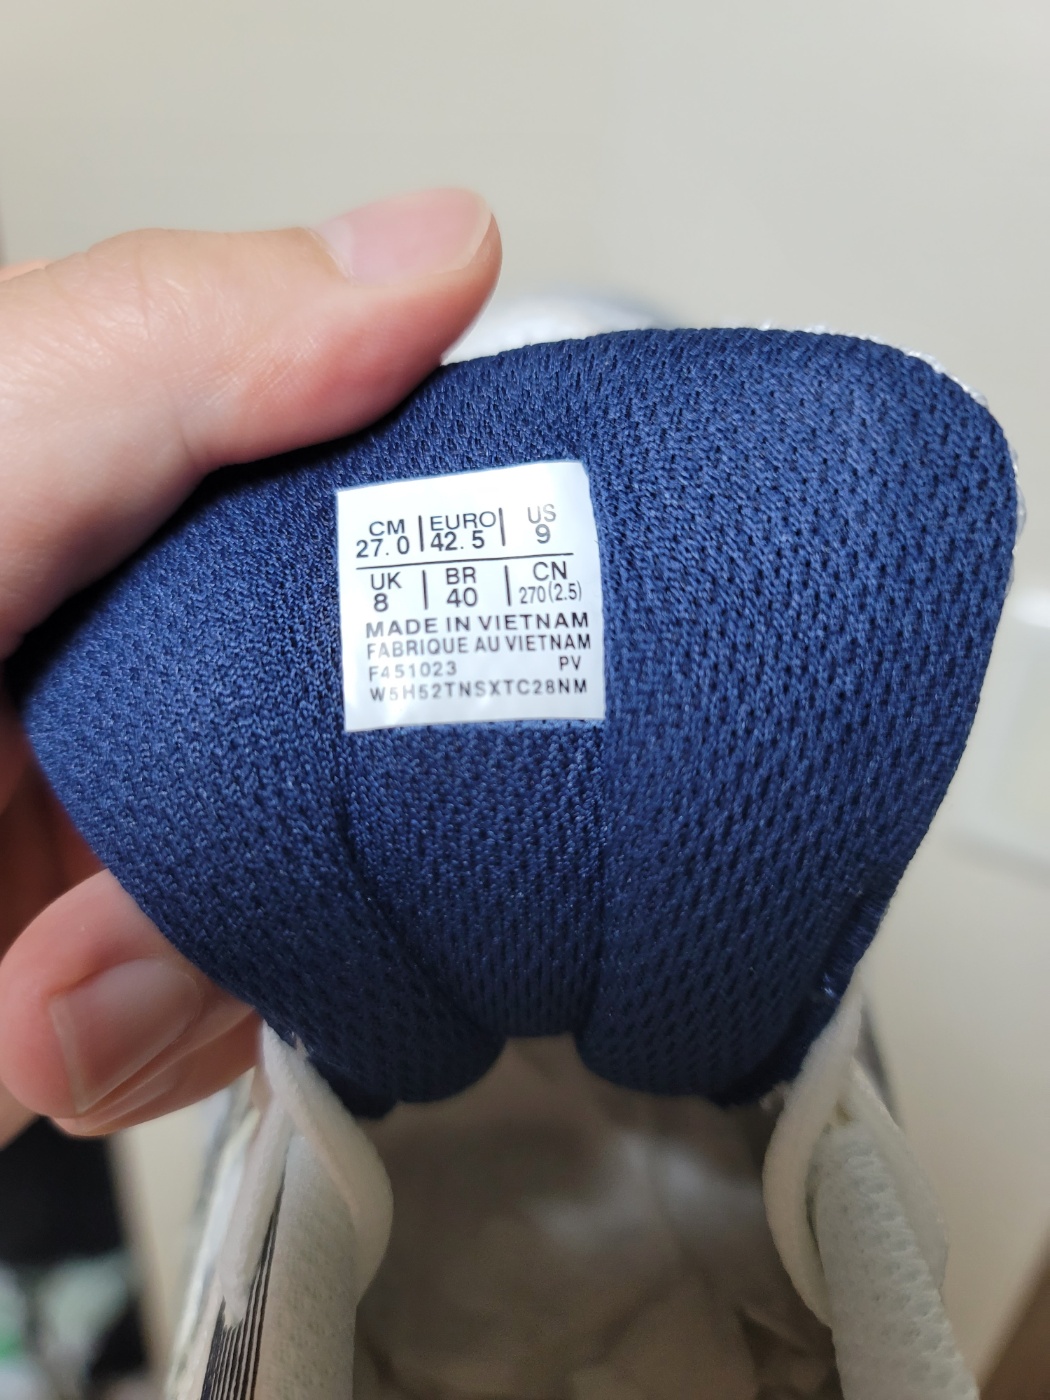 CM | EURO | US
27.0 | 42.5 | 9
UK | BR | CN
8 | 40 | 270(2.5)
MADE IN VIETNAM
FABRIQUE AU VIETNAM
F451023 PV
W5H52TNSXTC28NM